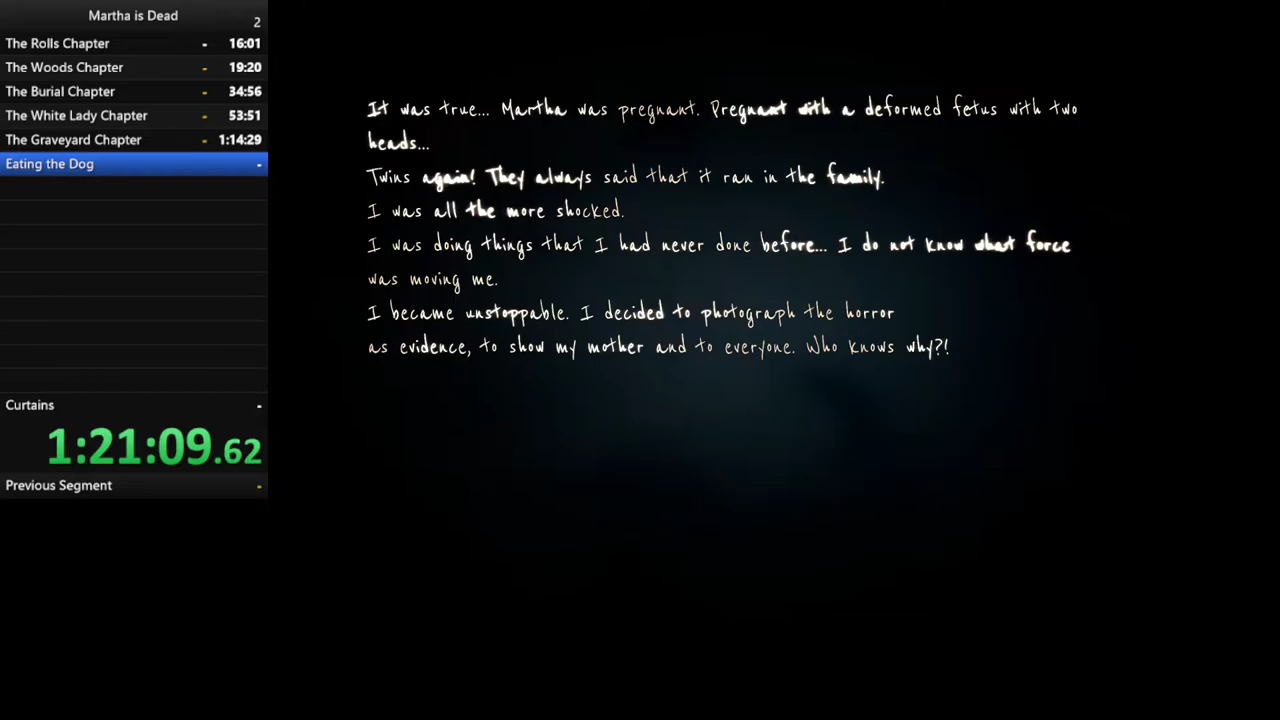 Martha is Dead
2
The Rolls Chapter - 16:01
The Woods Chapter - 19:20
The Burial Chapter - 34:56
The White Lady Chapter - 53:51
The Graveyard Chapter - 1:14:29
Eating the Dog -
Curtains -
1:21:09.62
Previous Segment -
It was true... Martha was pregnant. Pregnant with a deformed fetus with two
heads...
Twins again! They always said that it ran in the family.
I was all the more shocked.
I was doing things that I had never done before... I do not know what force
was moving me.
I became unstoppable. I decided to photograph the horror
as evidence, to show my mother and to everyone. Who knows why?!